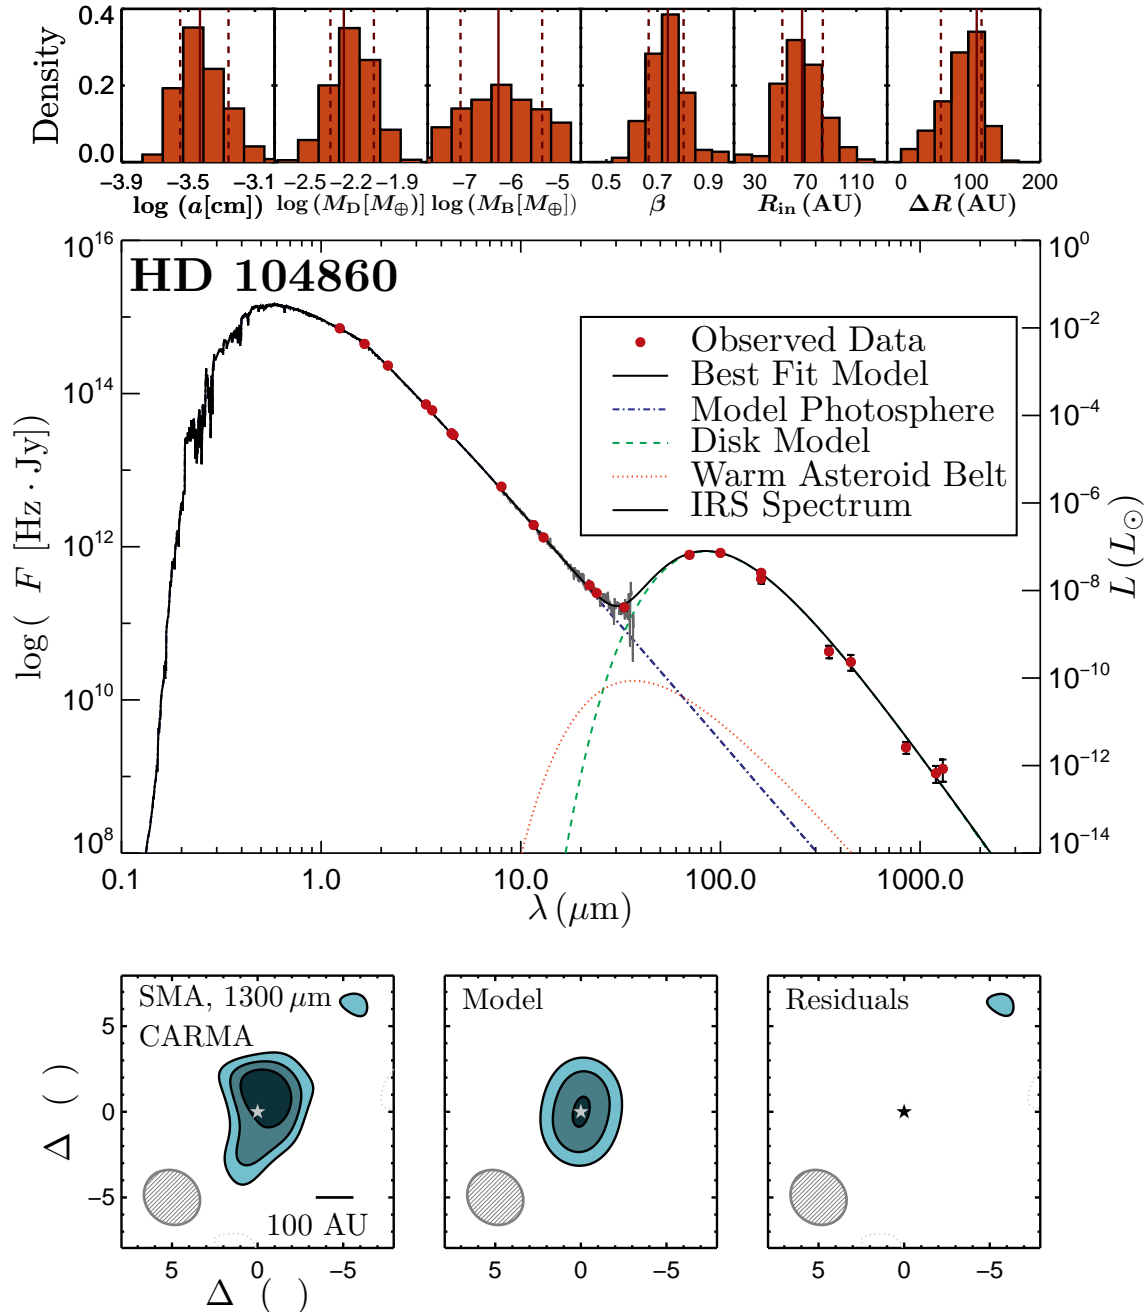 Density
0.4
0.2
0.0
−3.9 −3.5 −3.1
−2.5 −2.2 −1.9
−7 −6 −5
0.5 0.7 0.9
30 70 110
0 100 200
log (a[cm])
log (M_D[M_⊕])
log (M_B[M_⊕])
β
R_in (AU)
ΔR (AU)
HD 104860
10^16
10^14
10^12
10^10
10^8
log( F [Hz · Jy])
10^0
10^−2
10^−4
10^−6
10^−8
10^−10
10^−12
10^−14
L (L_⊙)
Observed Data
Best Fit Model
Model Photosphere
Disk Model
Warm Asteroid Belt
IRS Spectrum
0.1 1.0 10.0 100.0 1000.0
λ (μm)
SMA, 1300 μm
CARMA
100 AU
Model
Residuals
5
0
−5
Δ ( )
5 0 −5
5 0 −5
5 0 −5
Δ ( )